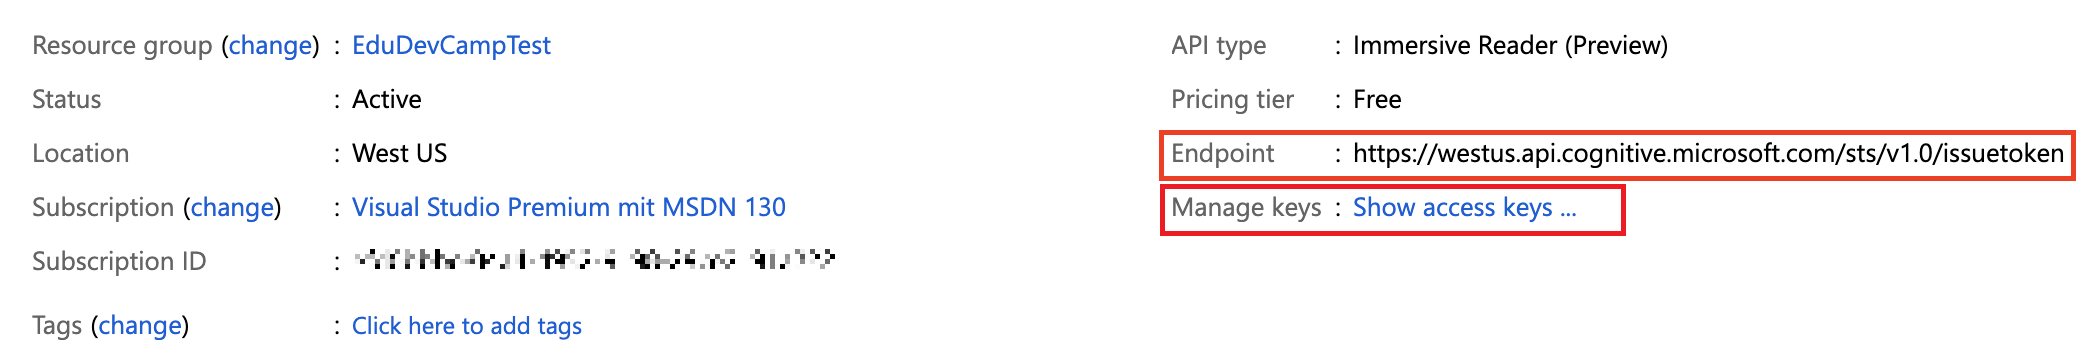 Resource group (change) : EduDevCampTest
Status : Active
Location : West US
Subscription (change) : Visual Studio Premium mit MSDN 130
Subscription ID :
Tags (change) : Click here to add tags
API type : Immersive Reader (Preview)
Pricing tier : Free
Endpoint : https://westus.api.cognitive.microsoft.com/sts/v1.0/issuetoken
Manage keys : Show access keys ...